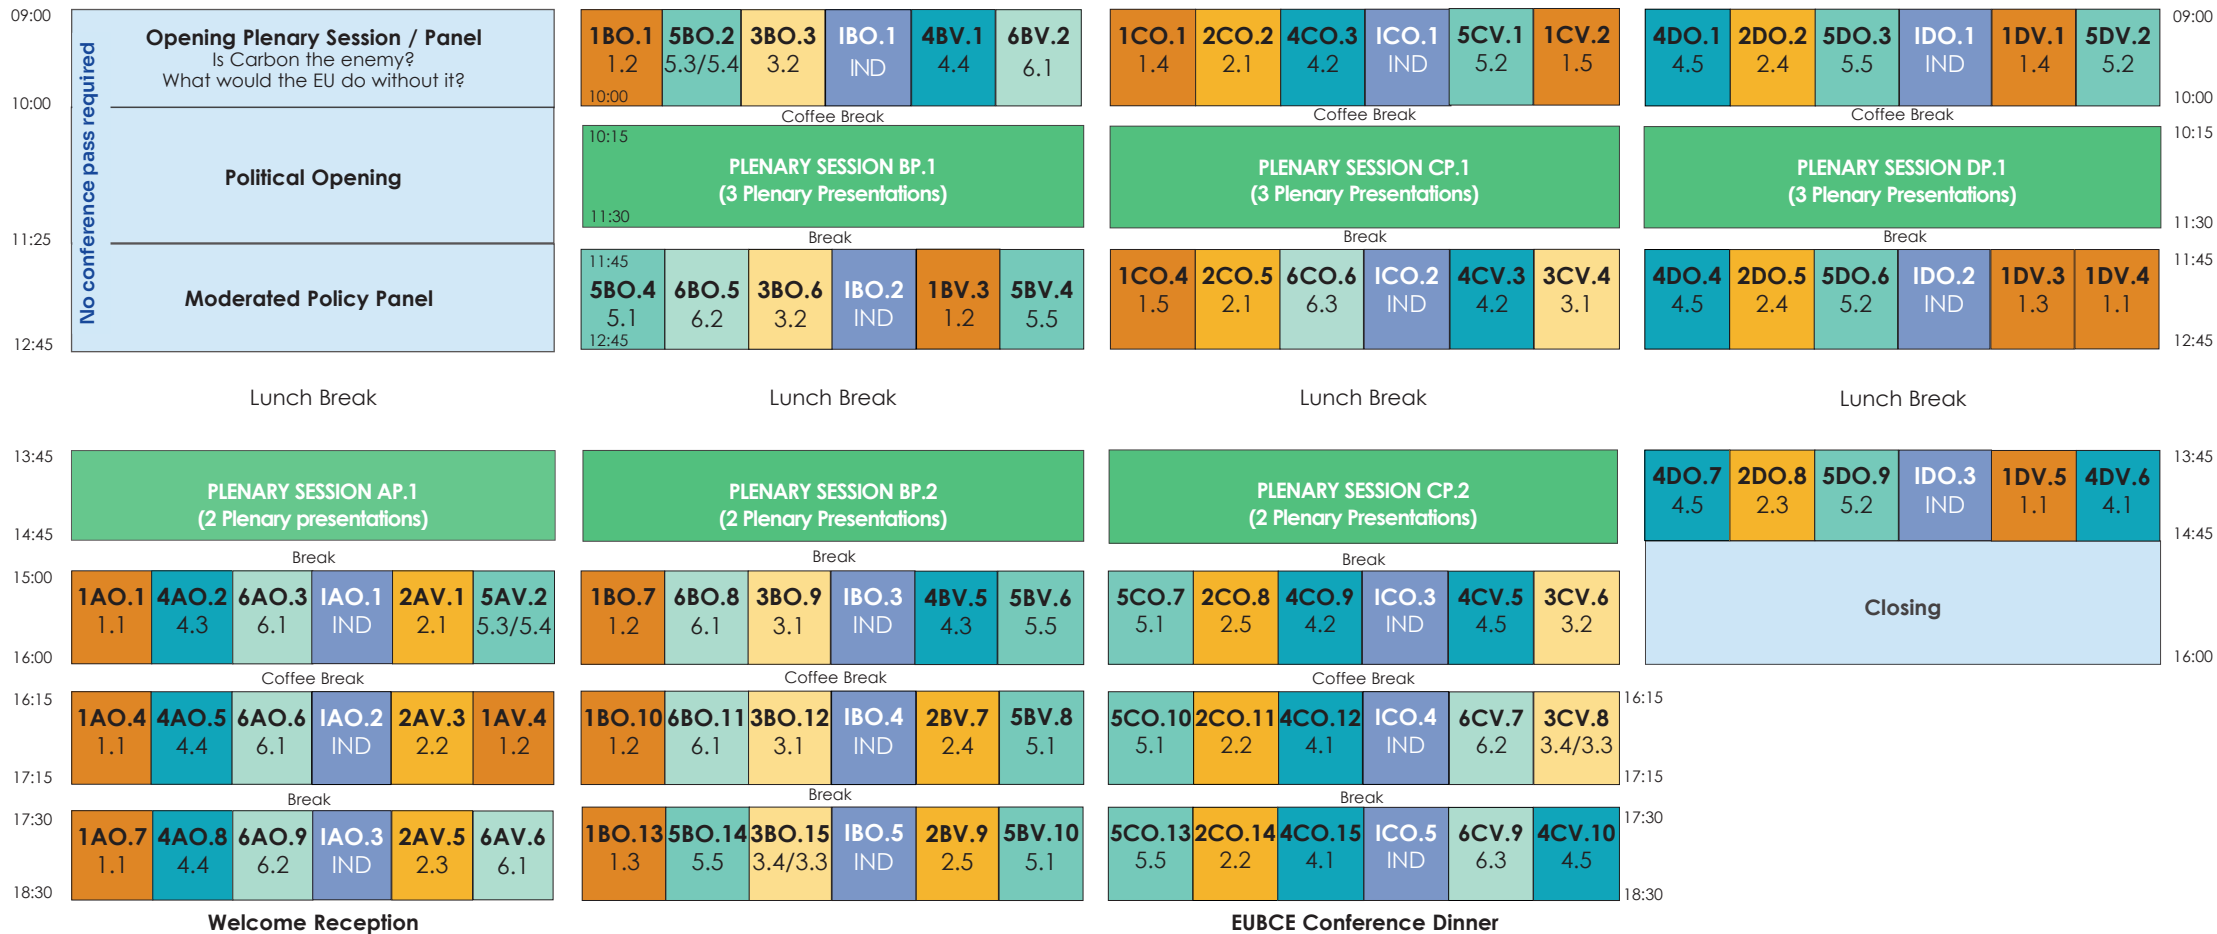 09:00
10:00
11:25
12:45
No conference pass required
Opening Plenary Session / Panel
Is Carbon the enemy?
What would the EU do without it?
Political Opening
Moderated Policy Panel
Lunch Break
13:45
14:45
PLENARY SESSION AP.1
(2 Plenary presentations)
Break
15:00
16:00
1AO.1 4AO.2 6AO.3 IAO.1 2AV.1 5AV.2
1.1 4.3 6.1 IND 2.1 5.3/5.4
Coffee Break
16:15
17:15
1AO.4 4AO.5 6AO.6 IAO.2 2AV.3 1AV.4
1.1 4.4 6.1 IND 2.2 1.2
Break
17:30
18:30
1AO.7 4AO.8 6AO.9 IAO.3 2AV.5 6AV.6
1.1 4.4 6.2 IND 2.3 6.1
Welcome Reception
1BO.1 5BO.2 3BO.3 IBO.1 4BV.1 6BV.2
1.2 5.3/5.4 3.2 IND 4.4 6.1
10:00
Coffee Break
10:15
PLENARY SESSION BP.1
(3 Plenary Presentations)
11:30
Break
11:45
5BO.4 6BO.5 3BO.6 IBO.2 1BV.3 5BV.4
5.1 6.2 3.2 IND 1.2 5.5
12:45
Lunch Break
PLENARY SESSION BP.2
(2 Plenary Presentations)
Break
1BO.7 6BO.8 3BO.9 IBO.3 4BV.5 5BV.6
1.2 6.1 3.1 IND 4.3 5.5
Coffee Break
1BO.10 6BO.11 3BO.12 IBO.4 2BV.7 5BV.8
1.2 6.1 3.1 IND 2.4 5.1
Break
1BO.13 5BO.14 3BO.15 IBO.5 2BV.9 5BV.10
1.3 5.5 3.4/3.3 IND 2.5 5.1
1CO.1 2CO.2 4CO.3 ICO.1 5CV.1 1CV.2
1.4 2.1 4.2 IND 5.2 1.5
Coffee Break
PLENARY SESSION CP.1
(3 Plenary Presentations)
Break
1CO.4 2CO.5 6CO.6 ICO.2 4CV.3 3CV.4
1.5 2.1 6.3 IND 4.2 3.1
Lunch Break
PLENARY SESSION CP.2
(2 Plenary Presentations)
Break
5CO.7 2CO.8 4CO.9 ICO.3 4CV.5 3CV.6
5.1 2.5 4.2 IND 4.5 3.2
Coffee Break
5CO.10 2CO.11 4CO.12 ICO.4 6CV.7 3CV.8
5.1 2.2 4.1 IND 6.2 3.4/3.3
16:15
17:15
Break
5CO.13 2CO.14 4CO.15 ICO.5 6CV.9 4CV.10
5.5 2.2 4.1 IND 6.3 4.5
17:30
18:30
EUBCE Conference Dinner
4DO.1 2DO.2 5DO.3 IDO.1 1DV.1 5DV.2
4.5 2.4 5.5 IND 1.4 5.2
09:00
10:00
Coffee Break
10:15
PLENARY SESSION DP.1
(3 Plenary Presentations)
11:30
Break
11:45
4DO.4 2DO.5 5DO.6 IDO.2 1DV.3 1DV.4
4.5 2.4 5.2 IND 1.3 1.1
12:45
Lunch Break
13:45
4DO.7 2DO.8 5DO.9 IDO.3 1DV.5 4DV.6
4.5 2.3 5.2 IND 1.1 4.1
14:45
Closing
16:00